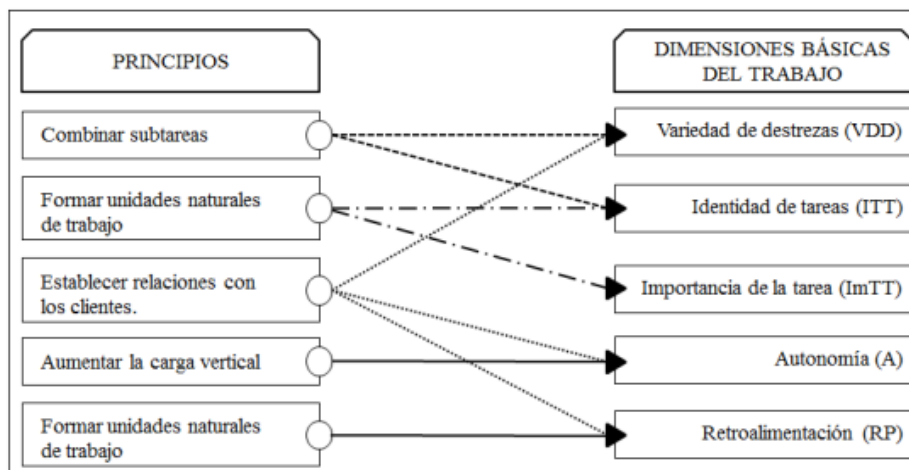 PRINCIPIOS
DIMENSIONES BÁSICAS
DEL TRABAJO
Combinar subtareas
Variedad de destrezas (VDD)
Formar unidades naturales
de trabajo
Identidad de tareas (ITT)
Establecer relaciones con
los clientes.
Importancia de la tarea (ImTT)
Aumentar la carga vertical
Autonomía (A)
Formar unidades naturales
de trabajo
Retroalimentación (RP)